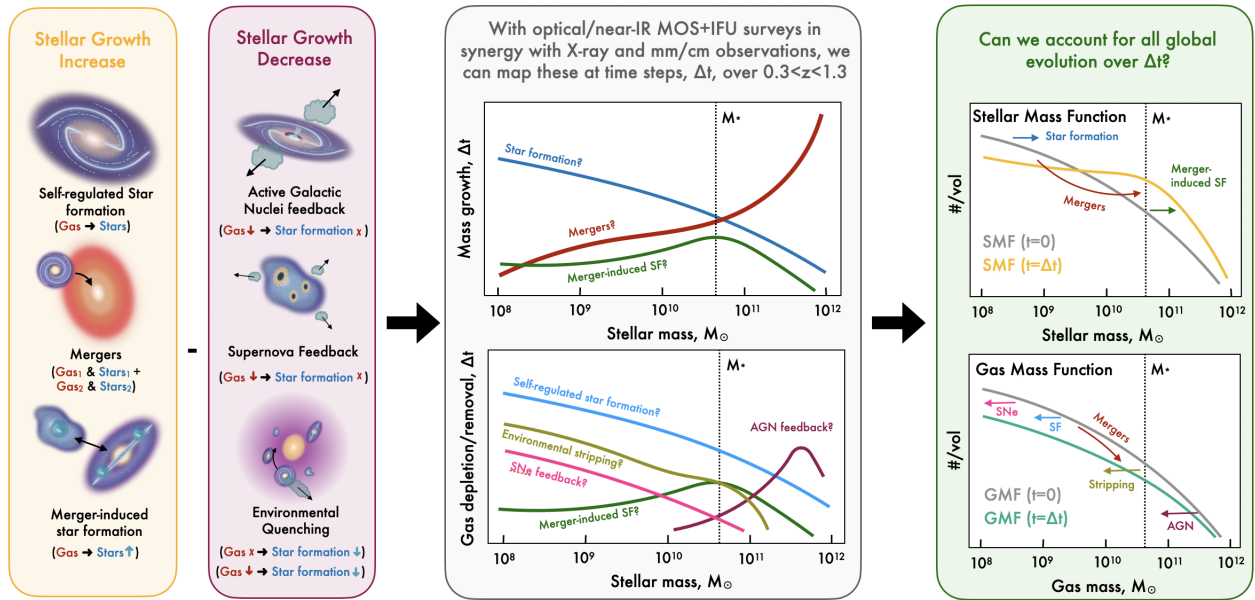 Stellar Growth
Increase
Self-regulated Star
formation
(Gas → Stars)
Mergers
(Gas₁ & Stars₁ +
Gas₂ & Stars₂)
Merger-induced
star formation
(Gas → Stars↑)
-
Stellar Growth
Decrease
Active Galactic
Nuclei feedback
(Gas↓ → Star formation x)
Supernova Feedback
(Gas ↓ → Star formation x)
Environmental
Quenching
(Gas x → Star formation ↓)
(Gas ↓ → Star formation ↓)
With optical/near-IR MOS+IFU surveys in
synergy with X-ray and mm/cm observations, we
can map these at time steps, Δt, over 0.3<z<1.3
Mass growth, Δt
M⋆
Star formation?
Mergers?
Merger-induced SF?
10⁸ 10⁹ 10¹⁰ 10¹¹ 10¹²
Stellar mass, M⊙
Gas depletion/removal, Δt
M⋆
Self-regulated star formation?
AGN feedback?
Environmental stripping?
SNe feedback?
Merger-induced SF?
10⁸ 10⁹ 10¹⁰ 10¹¹ 10¹²
Stellar mass, M⊙
Can we account for all global
evolution over Δt?
#/vol
Stellar Mass Function
M⋆
Star formation
Merger-
induced SF
Mergers
SMF (t=0)
SMF (t=Δt)
10⁸ 10⁹ 10¹⁰ 10¹¹ 10¹²
Stellar mass, M⊙
#/vol
Gas Mass Function
M⋆
SNe
SF
Mergers
Stripping
GMF (t=0)
GMF (t=Δt)
AGN
10⁸ 10⁹ 10¹⁰ 10¹¹ 10¹²
Gas mass, M⊙